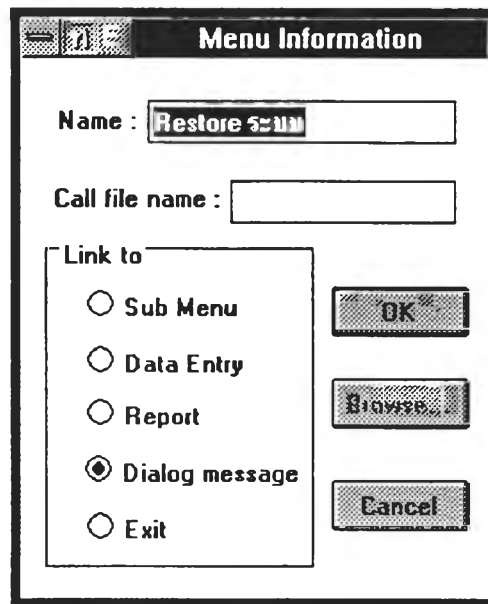 Menu Information
Name : Restore ระบบ
Call file name :
Link to
Sub Menu
Data Entry
Report
Dialog message
Exit
OK
Browse...
Cancel